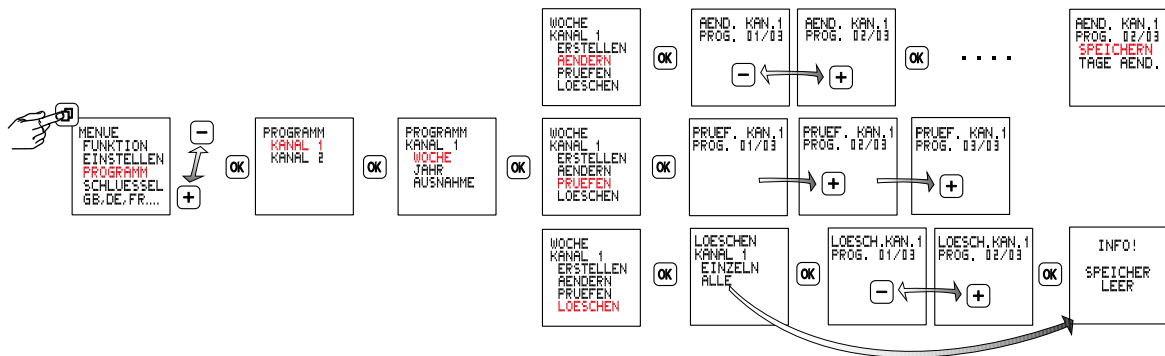 MENUE
FUNKTION
EINSTELLEN
PROGRAMM
SCHLUESSEL
GB,DE,FR....
−
+
OK
PROGRAMM
KANAL 1
KANAL 2
OK
PROGRAMM
KANAL 1
WOCHE
JAHR
AUSNAHME
OK
WOCHE
KANAL 1
ERSTELLEN
AENDERN
PRUEFEN
LOESCHEN
OK
AEND. KAN.1
PROG. 01/03
−
AEND. KAN.1
PROG. 02/03
+
OK
. . . .
AEND. KAN.1
PROG. 02/03
SPEICHERN
TAGE AEND.
WOCHE
KANAL 1
ERSTELLEN
AENDERN
PRUEFEN
LOESCHEN
OK
PRUEF. KAN.1
PROG. 01/03
PRUEF. KAN.1
PROG. 02/03
+
PRUEF. KAN.1
PROG. 03/03
+
WOCHE
KANAL 1
ERSTELLEN
AENDERN
PRUEFEN
LOESCHEN
OK
LOESCHEN
KANAL 1
EINZELN
ALLE
OK
LOESCH.KAN.1
PROG. 01/03
−
LOESCH.KAN.1
PROG. 02/03
+
OK
INFO!
SPEICHER
LEER